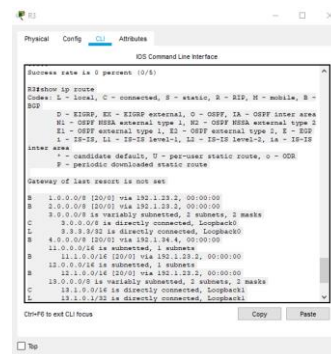 R3
Physical Config CLI Attributes
IOS Command Line Interface
Success rate is 0 percent (0/5)
R3#show ip route
Codes: L - local, C - connected, S - static, R - RIP, M - mobile, B -
BGP
D - EIGRP, EX - EIGRP external, O - OSPF, IA - OSPF inter area
N1 - OSPF NSSA external type 1, N2 - OSPF NSSA external type 2
E1 - OSPF external type 1, E2 - OSPF external type 2, E - EGP
i - IS-IS, L1 - IS-IS level-1, L2 - IS-IS level-2, ia - IS-IS
inter area
* - candidate default, U - per-user static route, o - ODR
P - periodic downloaded static route
Gateway of last resort is not set
B 1.0.0.0/8 [20/0] via 192.1.23.2, 00:00:00
B 2.0.0.0/8 [20/0] via 192.1.23.2, 00:00:00
3.0.0.0/8 is variably subnetted, 2 subnets, 2 masks
C 3.0.0.0/8 is directly connected, Loopback0
L 3.3.3.3/32 is directly connected, Loopback0
B 4.0.0.0/8 [20/0] via 192.1.34.4, 00:00:00
11.0.0.0/16 is subnetted, 1 subnets
B 11.1.0.0/16 [20/0] via 192.1.23.2, 00:00:00
12.0.0.0/16 is subnetted, 1 subnets
B 12.1.0.0/16 [20/0] via 192.1.23.2, 00:00:00
13.0.0.0/8 is variably subnetted, 2 subnets, 2 masks
C 13.1.0.0/16 is directly connected, Loopback1
L 13.1.0.1/32 is directly connected, Loopback1
Ctrl+F6 to exit CLI focus
Copy Paste
Top